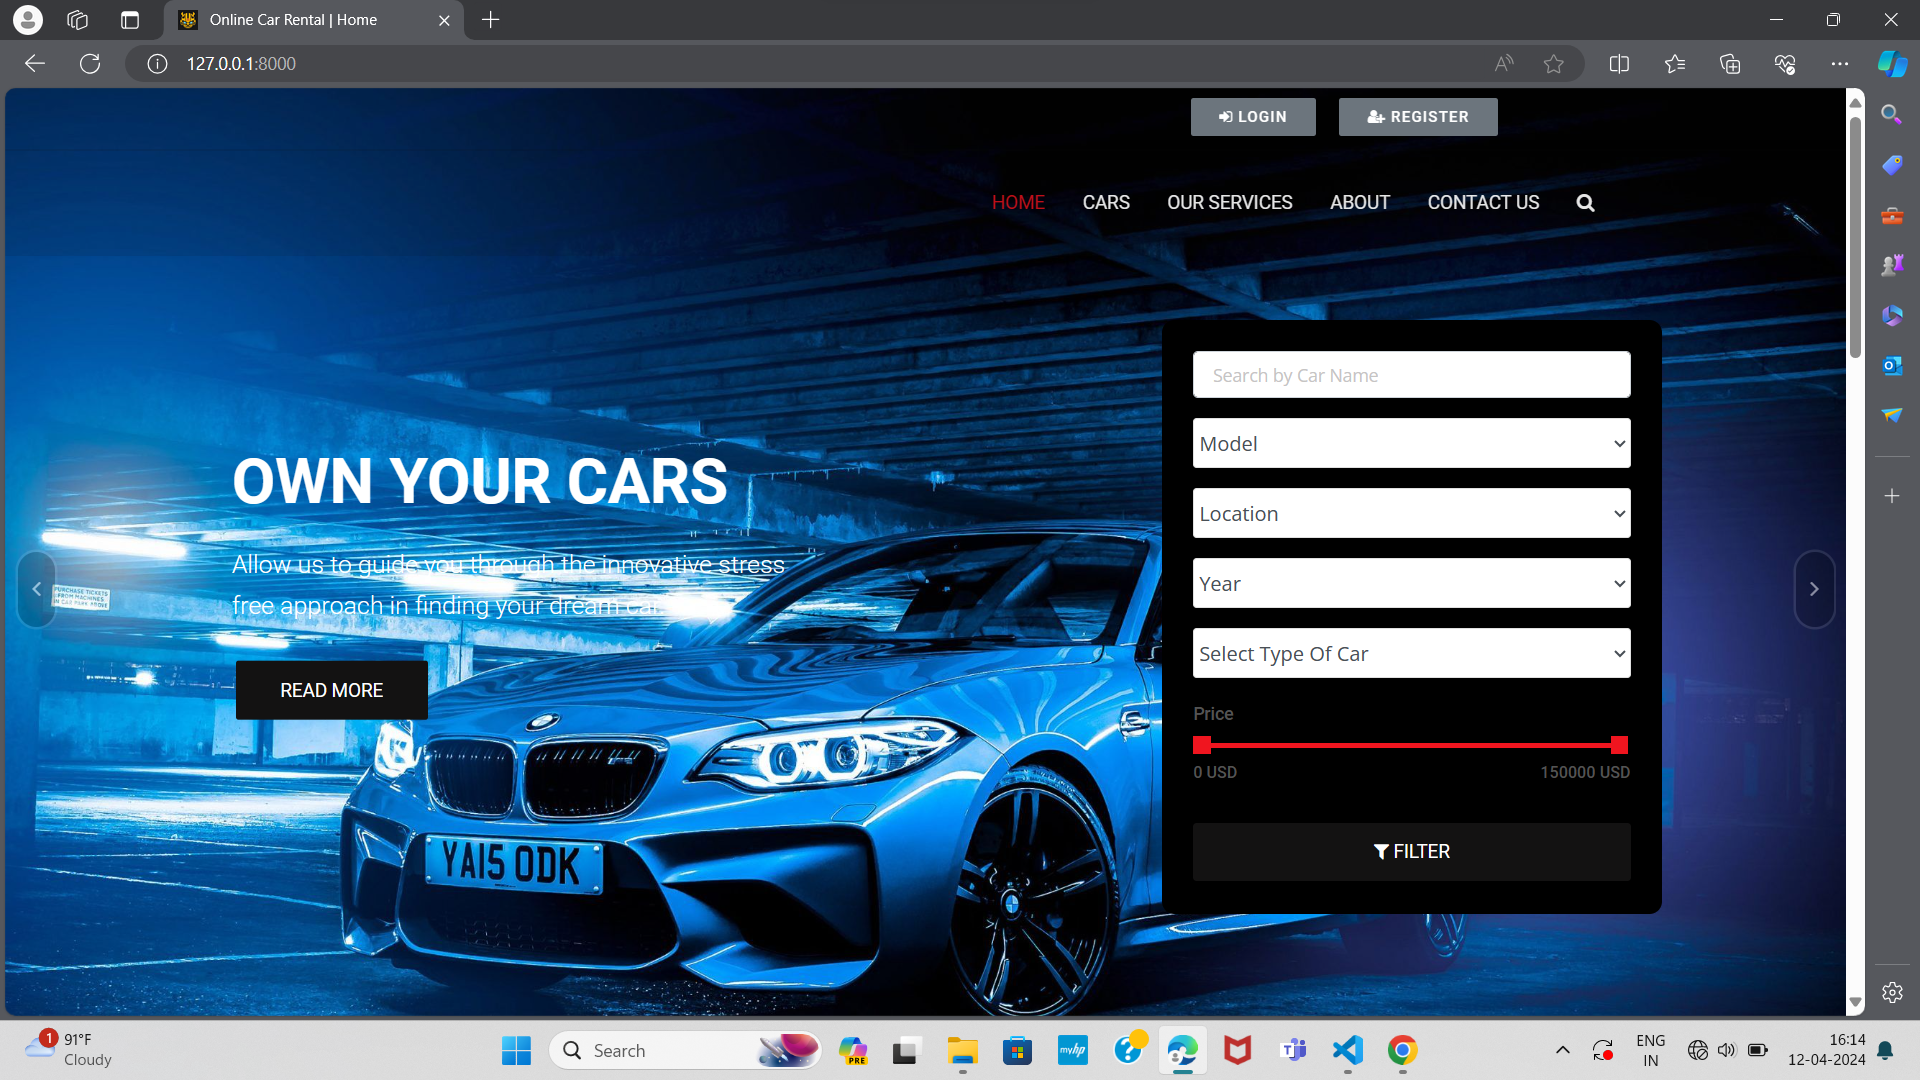 Online Car Rental | Home
127.0.0.1:8000
LOGIN
REGISTER
HOME
CARS
OUR SERVICES
ABOUT
CONTACT US
Search by Car Name
Model
Location
OWN YOUR CARS
Allow us to guide you through the innovative stress
free approach in finding your dream car.
Year
PURCHASE TICKETS
FROM MACHINES
IN CAR PARK ABOVE
Select Type Of Car
READ MORE
Price
0 USD
150000 USD
FILTER
YA15 ODK
1
91°F
Cloudy
Search
PRE
myhp
ENG
IN
16:14
12-04-2024